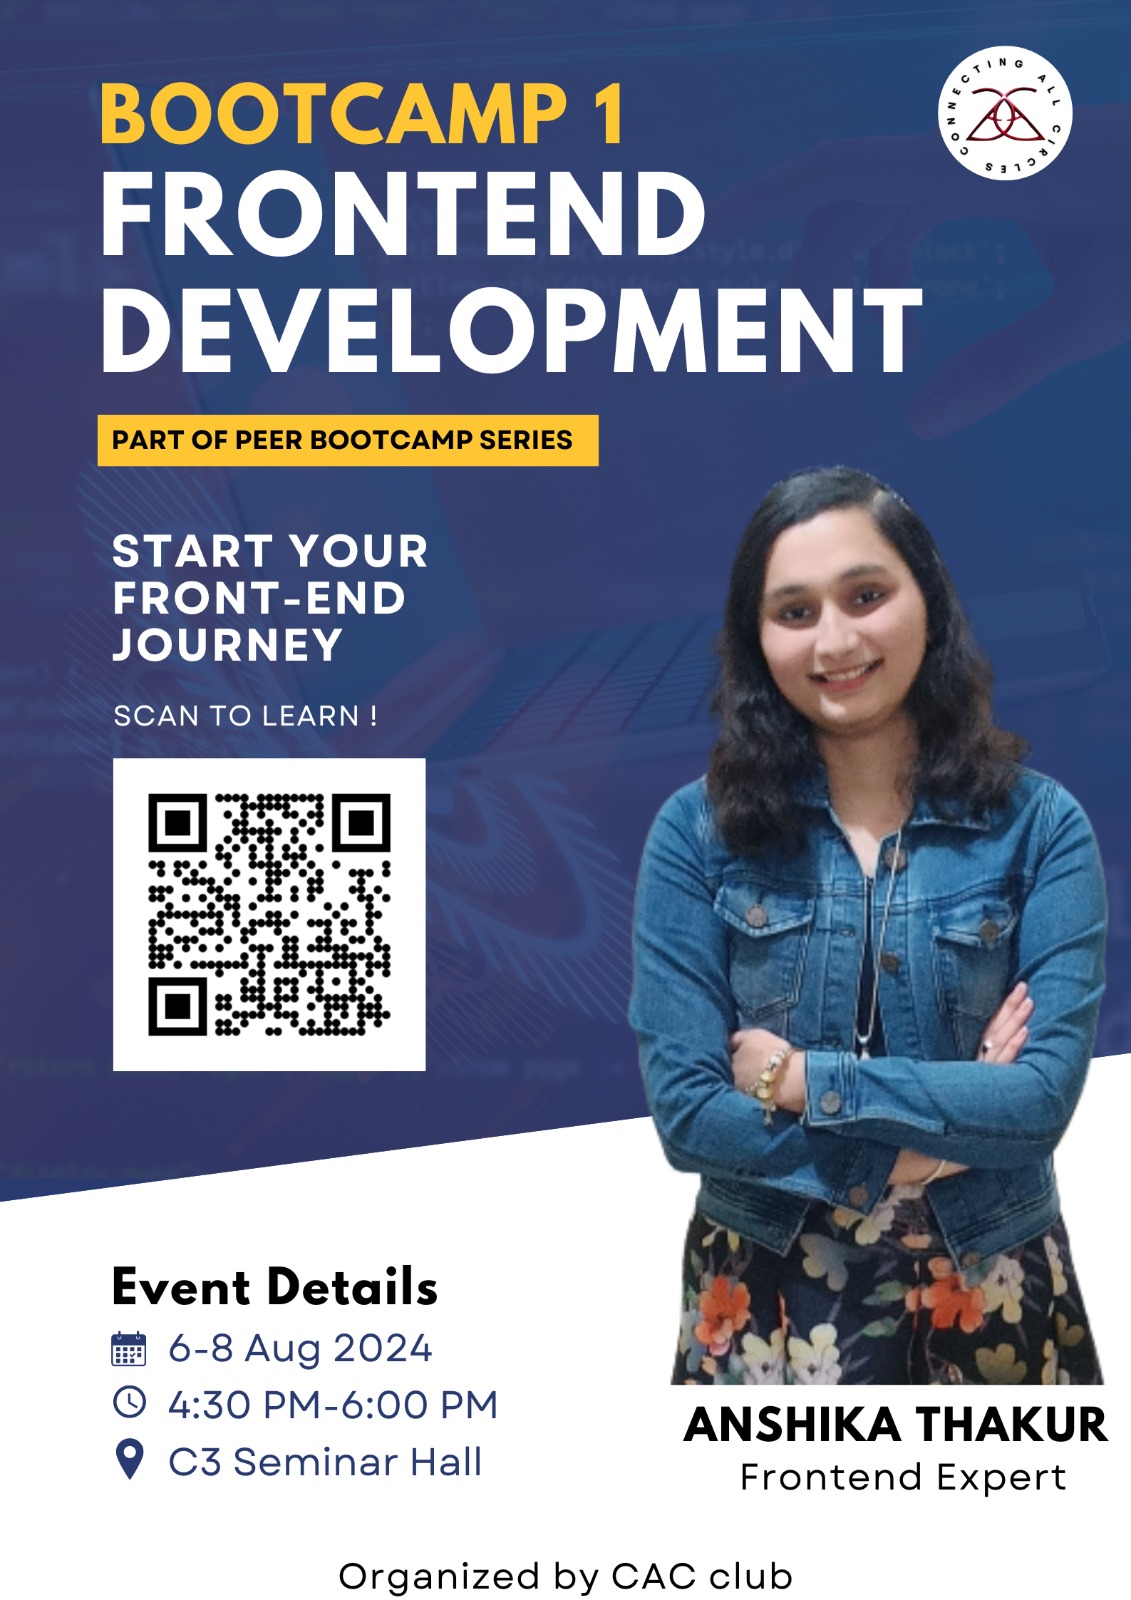 BOOTCAMP 1
CONNECTING ALL CIRCLES
FRONTEND
DEVELOPMENT
PART OF PEER BOOTCAMP SERIES
START YOUR
FRONT-END
JOURNEY
SCAN TO LEARN !
Event Details
6-8 Aug 2024
4:30 PM-6:00 PM
C3 Seminar Hall
ANSHIKA THAKUR
Frontend Expert
Organized by CAC club